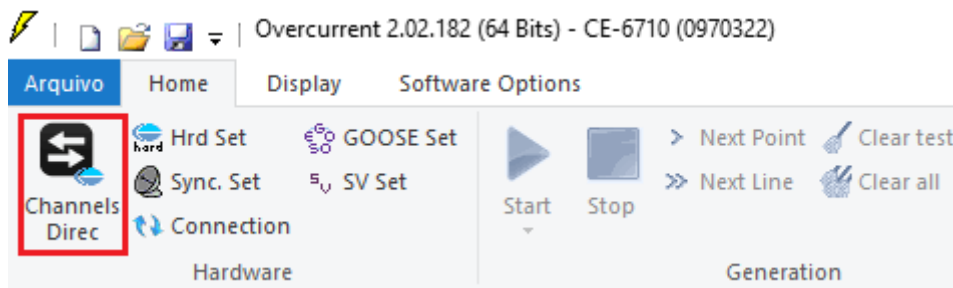 Overcurrent 2.02.182 (64 Bits) - CE-6710 (0970322)
Arquivo Home Display Software Options
Channels Direc
hard Hrd Set
Sync. Set
Connection
GOOSE Set
SV Set
Hardware
Start
Stop
Next Point
Next Line
Clear test
Clear all
Generation